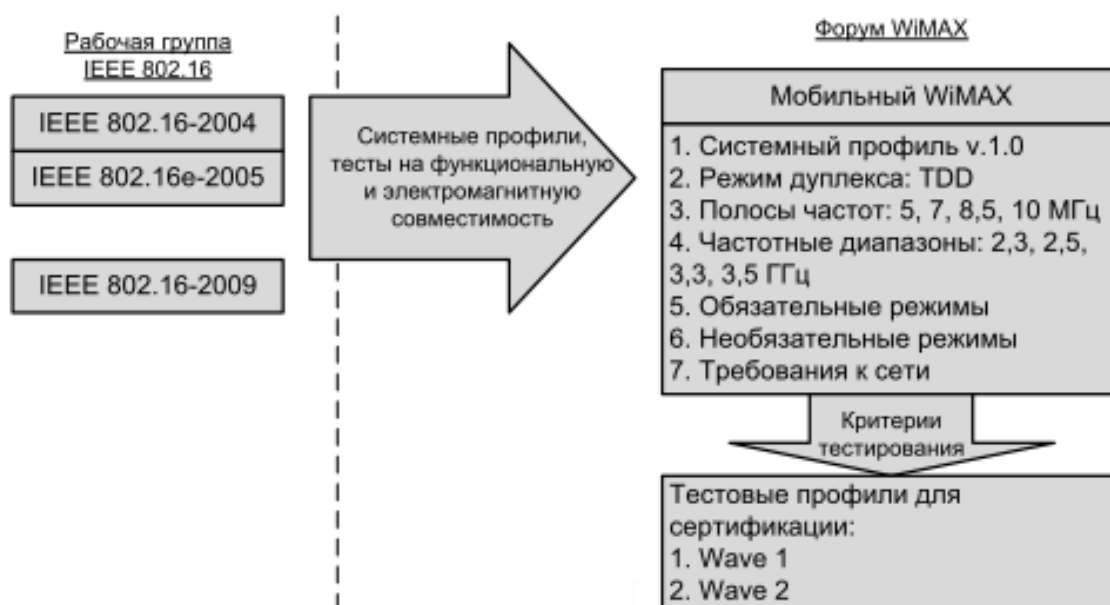 Рабочая группа
IEEE 802.16
IEEE 802.16-2004
IEEE 802.16e-2005
IEEE 802.16-2009
Системные профили,
тесты на функциональную
и электромагнитную
совместимость
Форум WiMAX
Мобильный WiMAX
1. Системный профиль v.1.0
2. Режим дуплекса: TDD
3. Полосы частот: 5, 7, 8,5, 10 МГц
4. Частотные диапазоны: 2,3, 2,5,
3,3, 3,5 ГГц
5. Обязательные режимы
6. Необязательные режимы
7. Требования к сети
Критерии
тестирования
Тестовые профили для
сертификации:
1. Wave 1
2. Wave 2